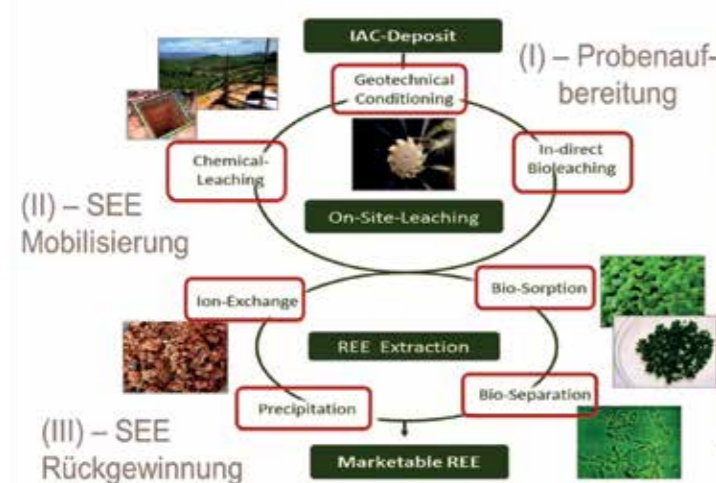 IAC-Deposit
(I) – Probenauf-
bereitung
Geotechnical
Conditioning
Chemical-
Leaching
In-direct
Bioleaching
(II) – SEE
Mobilisierung
On-Site-Leaching
Ion-Exchange
Bio-Sorption
REE Extraction
Precipitation
Bio-Separation
(III) – SEE
Rückgewinnung
Marketable REE